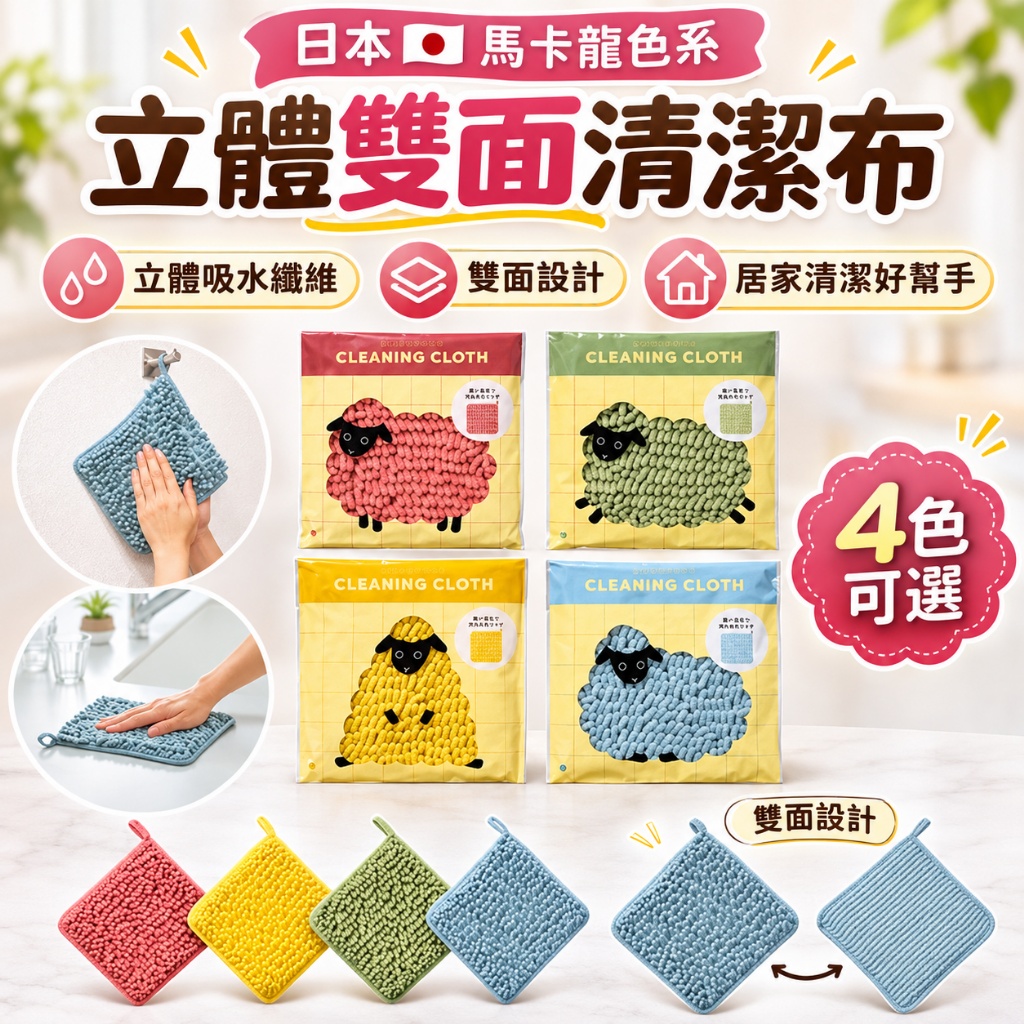 日本 馬卡龍色系
立體雙面清潔布
立體吸水纖維
雙面設計
居家清潔好幫手
CLEANING CLOTH
CLEANING CLOTH
CLEANING CLOTH
CLEANING CLOTH
4色
可選
雙面設計